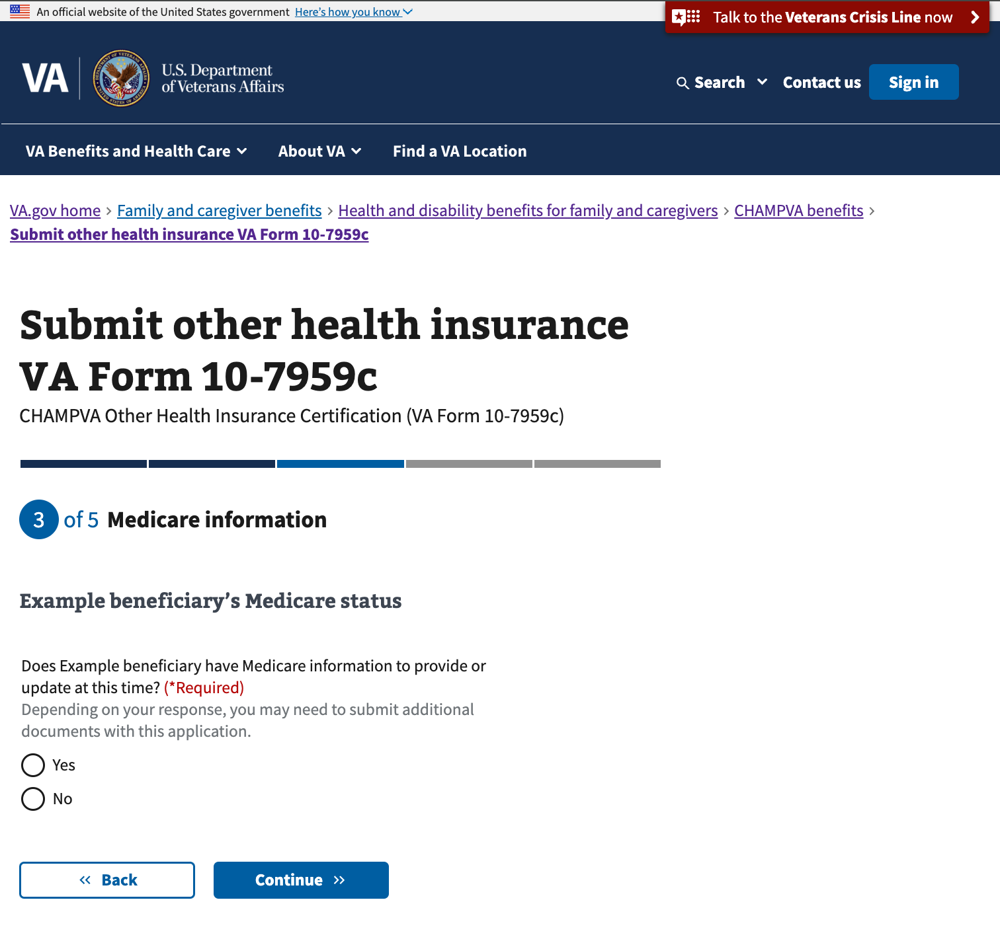 An official website of the United States government Here's how you know
Talk to the Veterans Crisis Line now
VA
U.S. Department
of Veterans Affairs
Search
Contact us
Sign in
VA Benefits and Health Care
About VA
Find a VA Location
VA.gov home › Family and caregiver benefits › Health and disability benefits for family and caregivers › CHAMPVA benefits ›
Submit other health insurance VA Form 10-7959c
Submit other health insurance
VA Form 10-7959c
CHAMPVA Other Health Insurance Certification (VA Form 10-7959c)
3 of 5 Medicare information
Example beneficiary’s Medicare status
Does Example beneficiary have Medicare information to provide or
update at this time? (*Required)
Depending on your response, you may need to submit additional
documents with this application.
Yes
No
Back
Continue